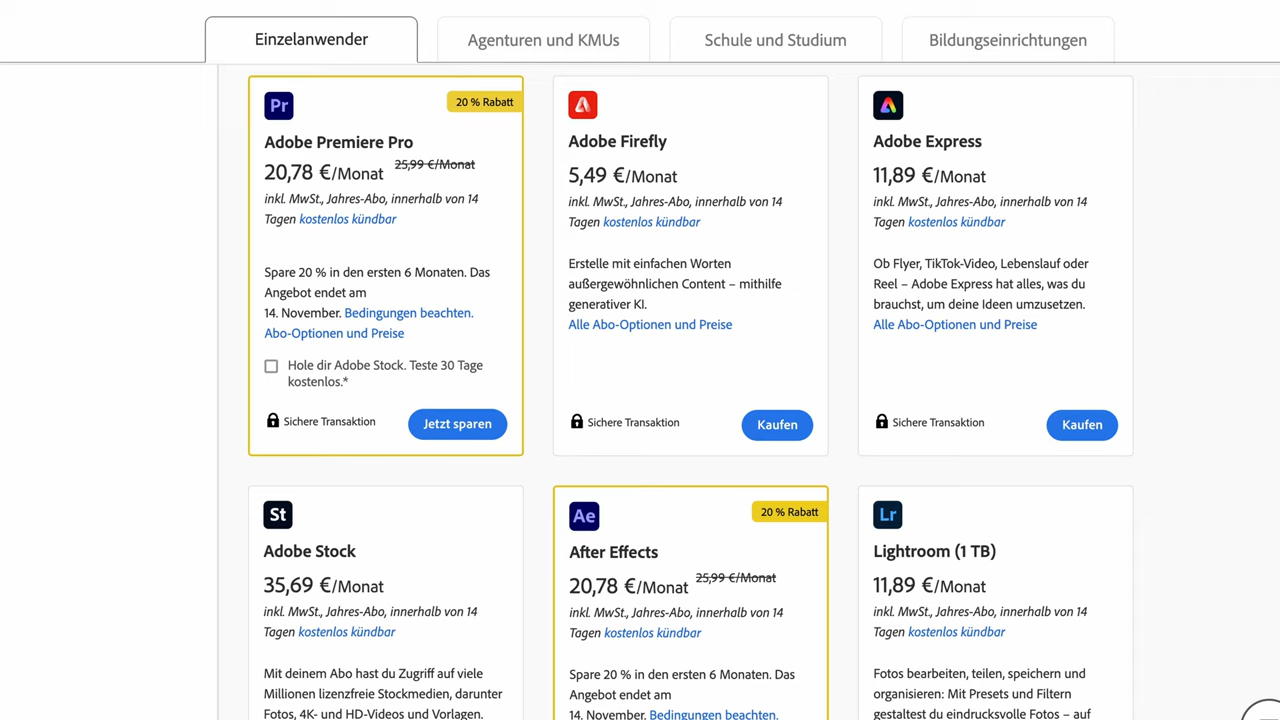 Einzelanwender
Agenturen und KMUs
Schule und Studium
Bildungseinrichtungen
Pr
20 % Rabatt
Adobe Premiere Pro
20,78 €/Monat 25,99 €/Monat
inkl. MwSt., Jahres-Abo, innerhalb von 14
Tagen kostenlos kündbar
Spare 20 % in den ersten 6 Monaten. Das
Angebot endet am
14. November. Bedingungen beachten.
Abo-Optionen und Preise
Hole dir Adobe Stock. Teste 30 Tage
kostenlos.*
Sichere Transaktion
Jetzt sparen
Adobe Firefly
5,49 €/Monat
inkl. MwSt., Jahres-Abo, innerhalb von 14
Tagen kostenlos kündbar
Erstelle mit einfachen Worten
außergewöhnlichen Content – mithilfe
generativer KI.
Alle Abo-Optionen und Preise
Sichere Transaktion
Kaufen
Adobe Express
11,89 €/Monat
inkl. MwSt., Jahres-Abo, innerhalb von 14
Tagen kostenlos kündbar
Ob Flyer, TikTok-Video, Lebenslauf oder
Reel – Adobe Express hat alles, was du
brauchst, um deine Ideen umzusetzen.
Alle Abo-Optionen und Preise
Sichere Transaktion
Kaufen
St
Adobe Stock
35,69 €/Monat
inkl. MwSt., Jahres-Abo, innerhalb von 14
Tagen kostenlos kündbar
Mit deinem Abo hast du Zugriff auf viele
Millionen lizenzfreie Stockmedien, darunter
Fotos, 4K- und HD-Videos und Vorlagen.
Ae
20 % Rabatt
After Effects
20,78 €/Monat 25,99 €/Monat
inkl. MwSt., Jahres-Abo, innerhalb von 14
Tagen kostenlos kündbar
Spare 20 % in den ersten 6 Monaten. Das
Angebot endet am
14. November. Bedingungen beachten.
Lr
Lightroom (1 TB)
11,89 €/Monat
inkl. MwSt., Jahres-Abo, innerhalb von 14
Tagen kostenlos kündbar
Fotos bearbeiten, teilen, speichern und
organisieren: Mit Presets und Filtern
gestaltest du eindrucksvolle Fotos – auf